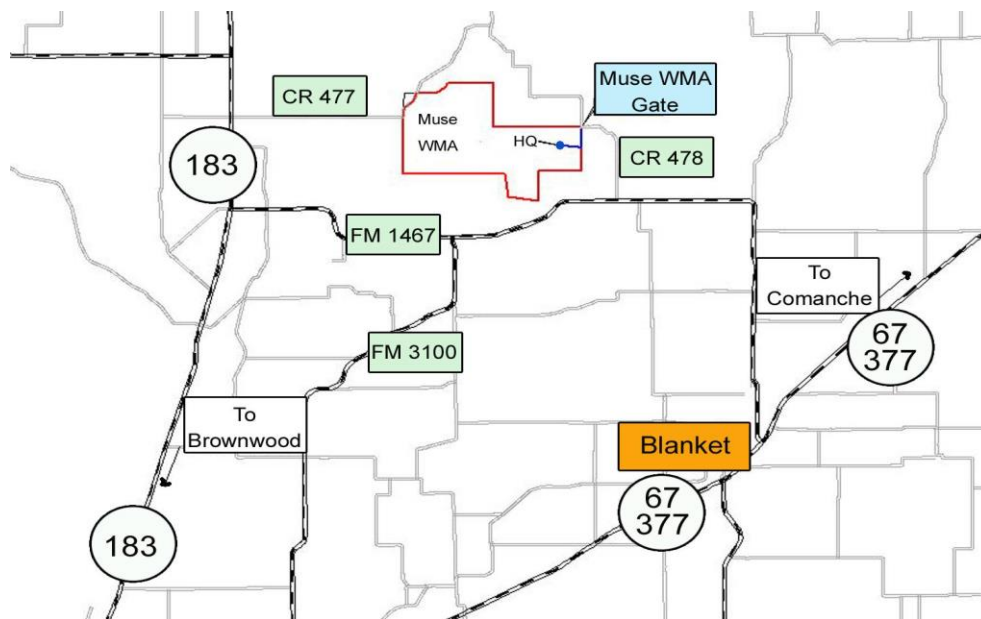 CR 477
Muse WMA
Gate
Muse
WMA
HQ
CR 478
183
FM 1467
To
Comanche
67
377
FM 3100
To
Brownwood
Blanket
67
377
183